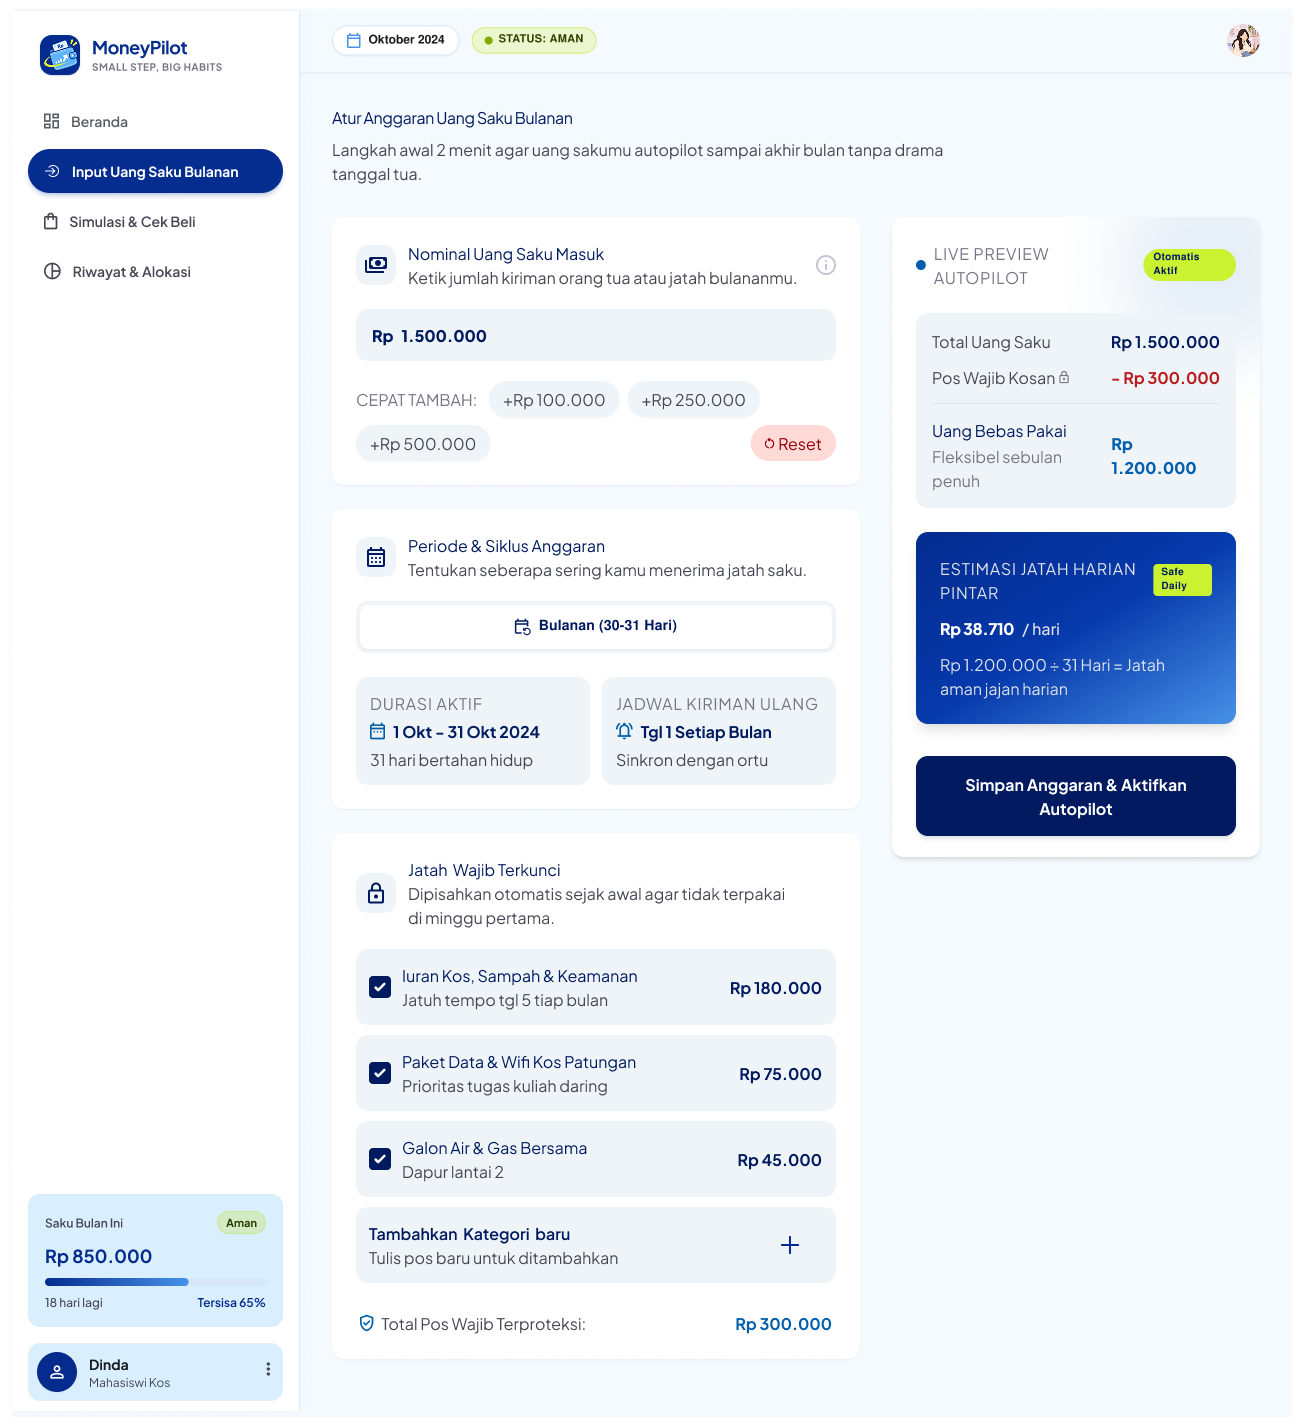 MoneyPilot
SMALL STEP, BIG HABITS
Beranda
Input Uang Saku Bulanan
Simulasi & Cek Beli
Riwayat & Alokasi
Saku Bulan Ini
Aman
Rp 850.000
18 hari lagi
Tersisa 65%
Dinda
Mahasiswi Kos
Oktober 2024
STATUS: AMAN
Atur Anggaran Uang Saku Bulanan
Langkah awal 2 menit agar uang sakumu autopilot sampai akhir bulan tanpa drama
tanggal tua.
Nominal Uang Saku Masuk
Ketik jumlah kiriman orang tua atau jatah bulananmu.
Rp 1.500.000
CEPAT TAMBAH:
+Rp 100.000
+Rp 250.000
+Rp 500.000
Reset
Periode & Siklus Anggaran
Tentukan seberapa sering kamu menerima jatah saku.
Bulanan (30-31 Hari)
DURASI AKTIF
1 Okt - 31 Okt 2024
31 hari bertahan hidup
JADWAL KIRIMAN ULANG
Tgl 1 Setiap Bulan
Sinkron dengan ortu
Jatah Wajib Terkunci
Dipisahkan otomatis sejak awal agar tidak terpakai
di minggu pertama.
Iuran Kos, Sampah & Keamanan
Jatuh tempo tgl 5 tiap bulan
Rp 180.000
Paket Data & Wifi Kos Patungan
Prioritas tugas kuliah daring
Rp 75.000
Galon Air & Gas Bersama
Dapur lantai 2
Rp 45.000
Tambahkan Kategori baru
Tulis pos baru untuk ditambahkan
Total Pos Wajib Terproteksi:
Rp 300.000
LIVE PREVIEW
AUTOPILOT
Otomatis
Aktif
Total Uang Saku
Rp 1.500.000
Pos Wajib Kosan
- Rp 300.000
Uang Bebas Pakai
Fleksibel sebulan
penuh
Rp
1.200.000
ESTIMASI JATAH HARIAN
PINTAR
Safe
Daily
Rp 38.710 / hari
Rp 1.200.000 ÷ 31 Hari = Jatah
aman jajan harian
Simpan Anggaran & Aktifkan
Autopilot